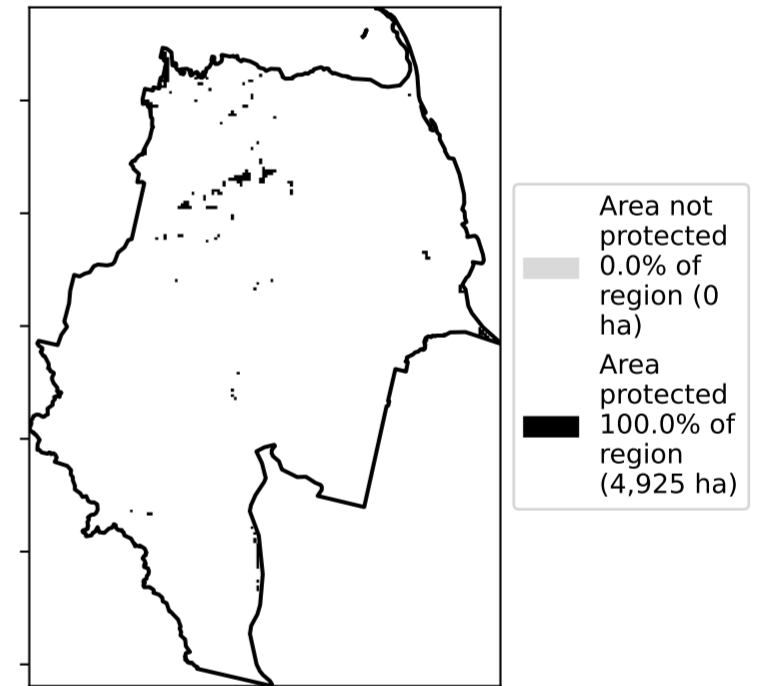 Area not
protected
0.0% of
region (0
ha)
Area
protected
100.0% of
region
(4,925 ha)